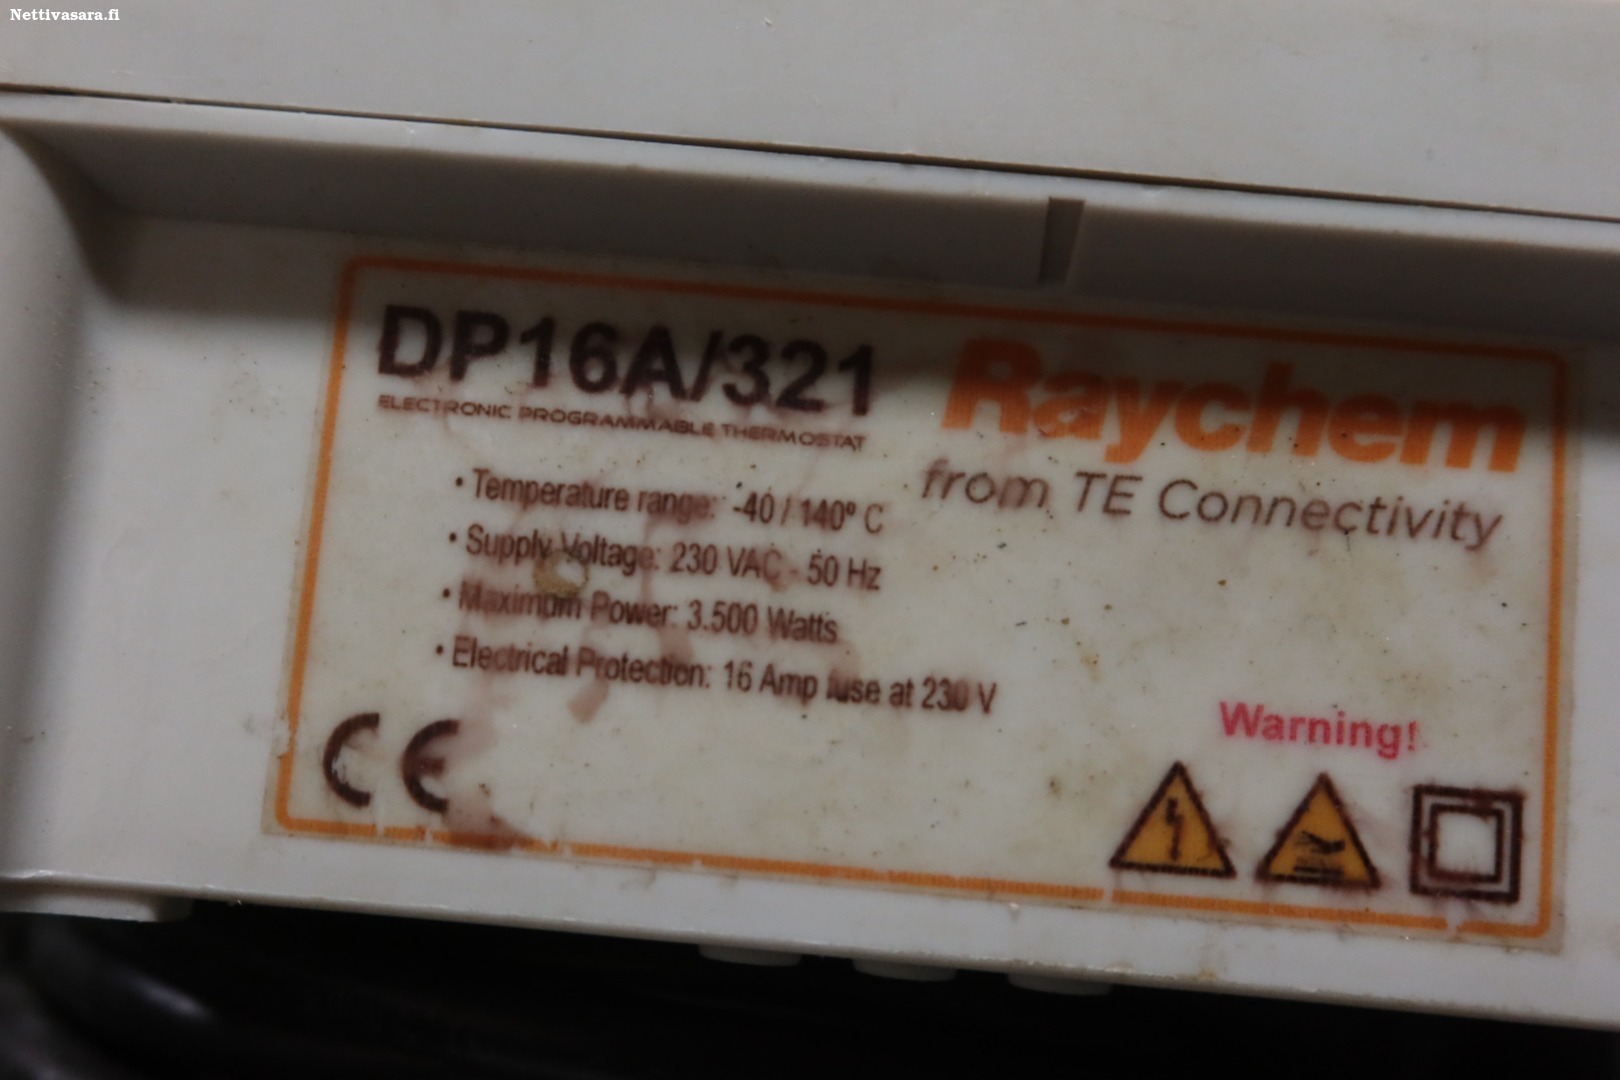 Nettivasara.fi
DP16A/321
ELECTRONIC PROGRAMMABLE THERMOSTAT
Raychem
from TE Connectivity
• Temperature range: -40 / 140º C
• Supply Voltage: 230 VAC - 50 Hz
• Maximum Power: 3.500 Watts
• Electrical Protection: 16 Amp fuse at 230 V
CE
Warning!